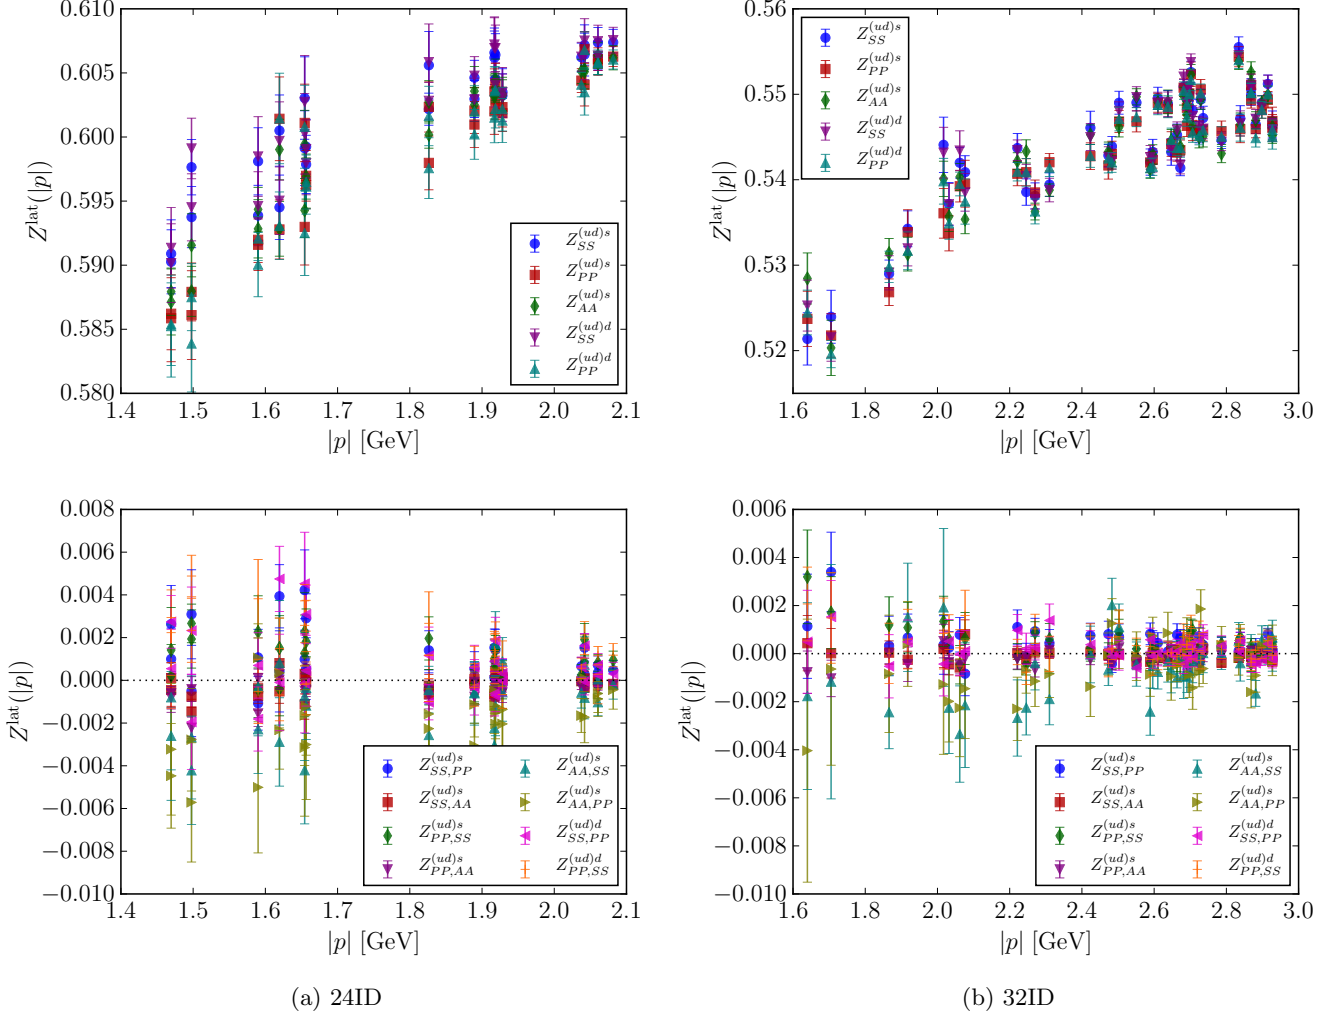 0.610
0.605
0.600
0.595
0.590
0.585
0.580
Z^lat(|p|)
Z_SS^(ud)s
Z_PP^(ud)s
Z_AA^(ud)s
Z_SS^(ud)d
Z_PP^(ud)d
1.4 1.5 1.6 1.7 1.8 1.9 2.0 2.1
|p| [GeV]
0.56
0.55
0.54
0.53
0.52
Z^lat(|p|)
Z_SS^(ud)s
Z_PP^(ud)s
Z_AA^(ud)s
Z_SS^(ud)d
Z_PP^(ud)d
1.6 1.8 2.0 2.2 2.4 2.6 2.8 3.0
|p| [GeV]
0.008
0.006
0.004
0.002
0.000
−0.002
−0.004
−0.006
−0.008
−0.010
Z^lat(|p|)
Z_SS,PP^(ud)s Z_AA,SS^(ud)s
Z_SS,AA^(ud)s Z_AA,PP^(ud)s
Z_PP,SS^(ud)s Z_SS,PP^(ud)d
Z_PP,AA^(ud)s Z_PP,SS^(ud)d
1.4 1.5 1.6 1.7 1.8 1.9 2.0 2.1
|p| [GeV]
(a) 24ID
0.006
0.004
0.002
0.000
−0.002
−0.004
−0.006
−0.008
−0.010
Z^lat(|p|)
Z_SS,PP^(ud)s Z_AA,SS^(ud)s
Z_SS,AA^(ud)s Z_AA,PP^(ud)s
Z_PP,SS^(ud)s Z_SS,PP^(ud)d
Z_PP,AA^(ud)s Z_PP,SS^(ud)d
1.6 1.8 2.0 2.2 2.4 2.6 2.8 3.0
|p| [GeV]
(b) 32ID